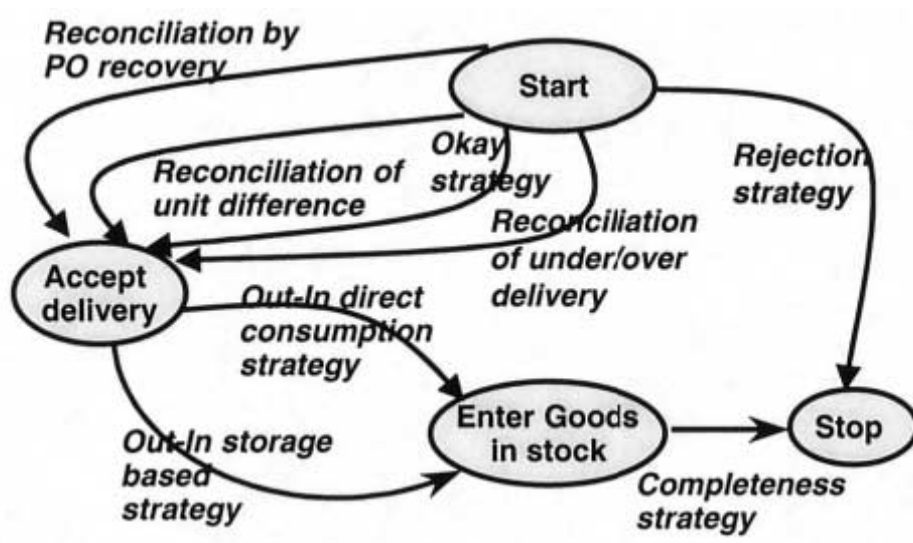 Reconciliation by
PO recovery
Start
Okay
strategy
Rejection
strategy
Reconciliation of
unit difference
Reconciliation
of under/over
delivery
Accept
delivery
Out-In direct
consumption
strategy
Enter Goods
in stock
Stop
Out-In storage
based
strategy
Completeness
strategy